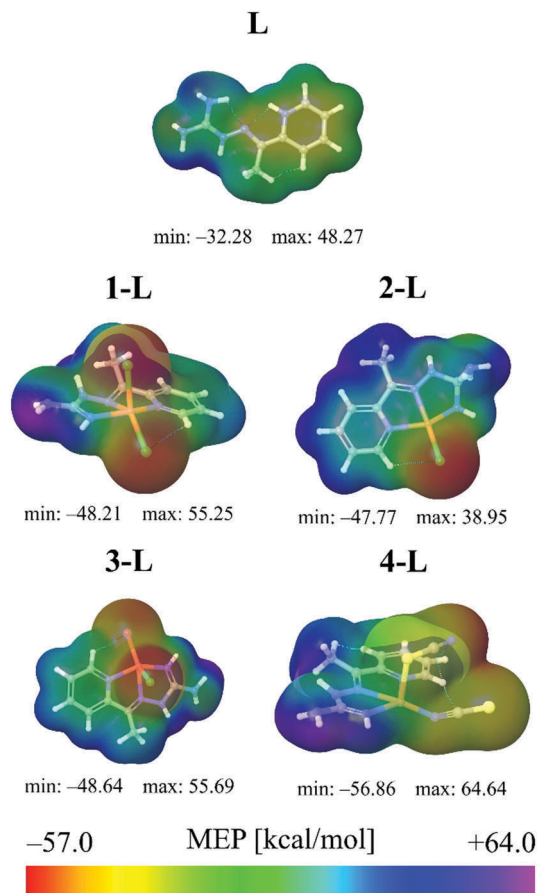 L
min: –32.28 max: 48.27
1-L 2-L
min: –48.21 max: 55.25 min: –47.77 max: 38.95
3-L 4-L
min: –48.64 max: 55.69 min: –56.86 max: 64.64
–57.0 MEP [kcal/mol] +64.0